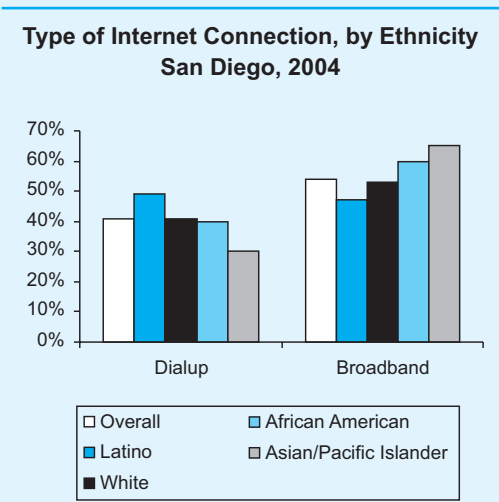 Type of Internet Connection, by Ethnicity
San Diego, 2004
70%
60%
50%
40%
30%
20%
10%
0%
Dialup Broadband
Overall African American
Latino Asian/Pacific Islander
White